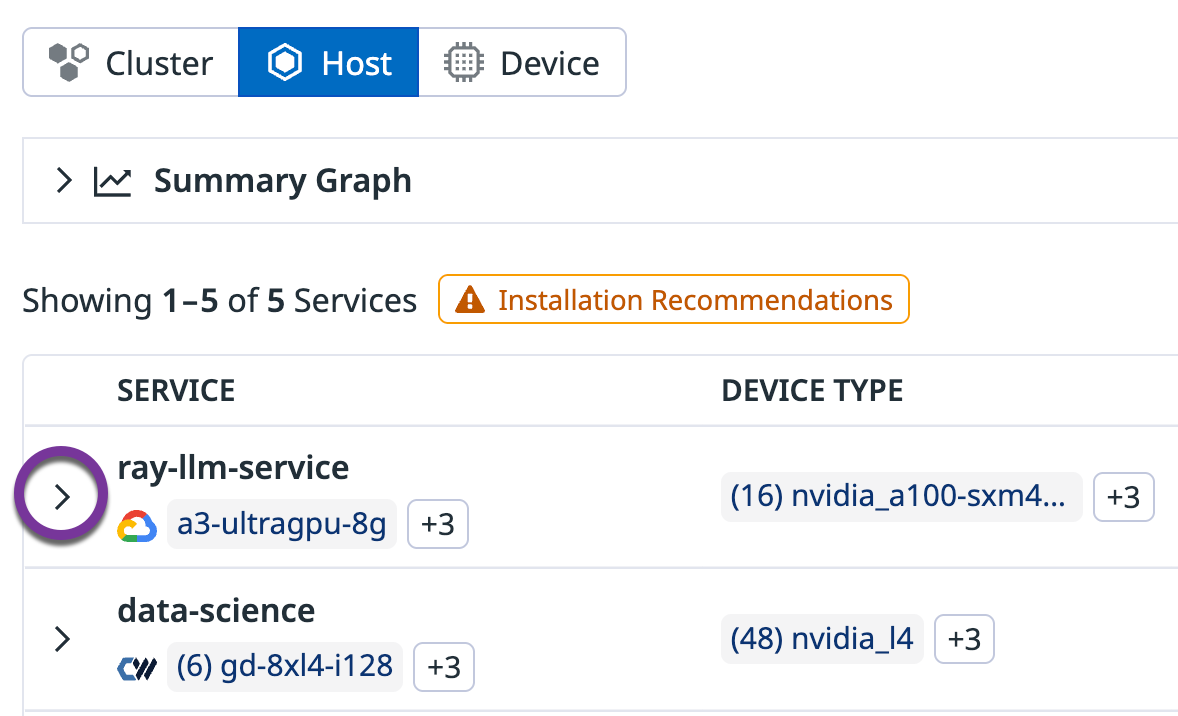 Cluster Host Device
Summary Graph
Showing 1–5 of 5 Services Installation Recommendations
SERVICE DEVICE TYPE
ray-llm-service
a3-ultragpu-8g +3 (16) nvidia_a100-sxm4... +3
data-science
(6) gd-8xl4-i128 +3 (48) nvidia_l4 +3